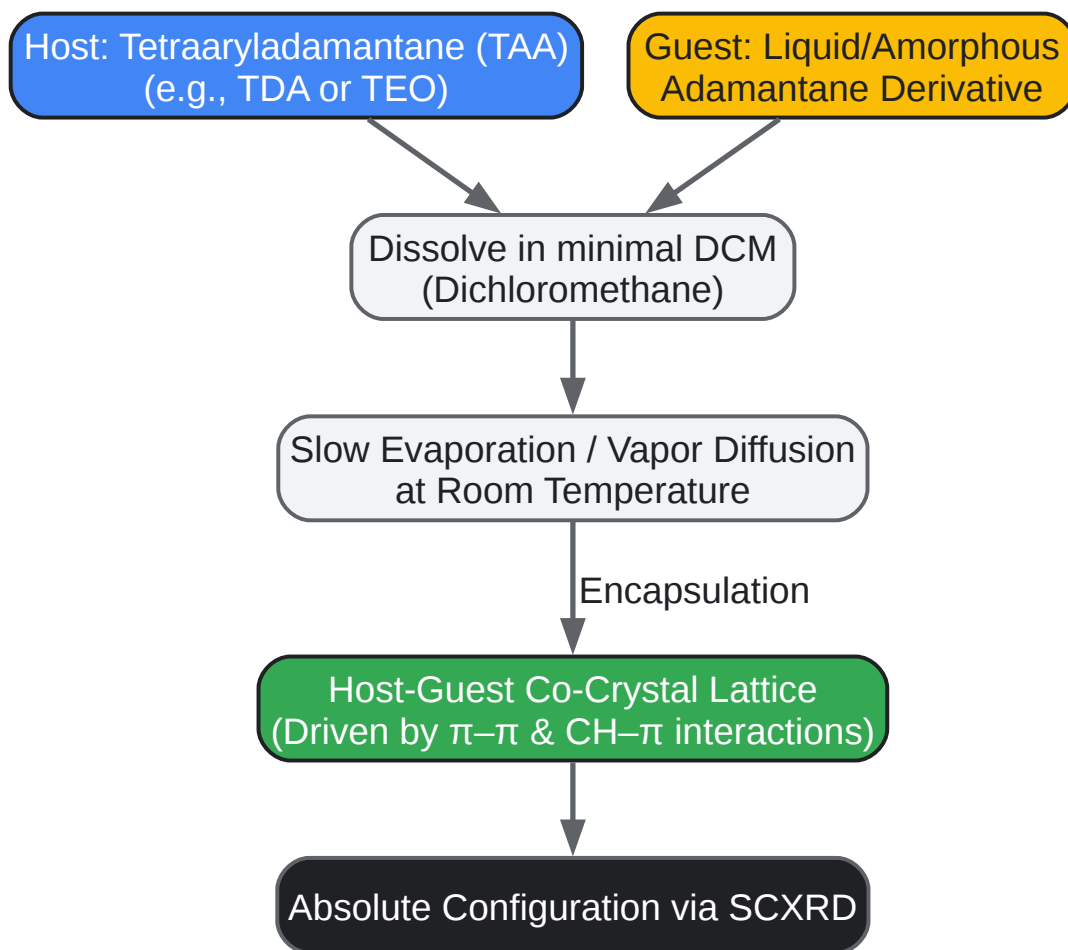 Host: Tetraaryladamantane (TAA)
(e.g., TDA or TEO)
Guest: Liquid/Amorphous
Adamantane Derivative
Dissolve in minimal DCM
(Dichloromethane)
Slow Evaporation / Vapor Diffusion
at Room Temperature
Encapsulation
Host-Guest Co-Crystal Lattice
(Driven by π–π & CH–π interactions)
Absolute Configuration via SCXRD